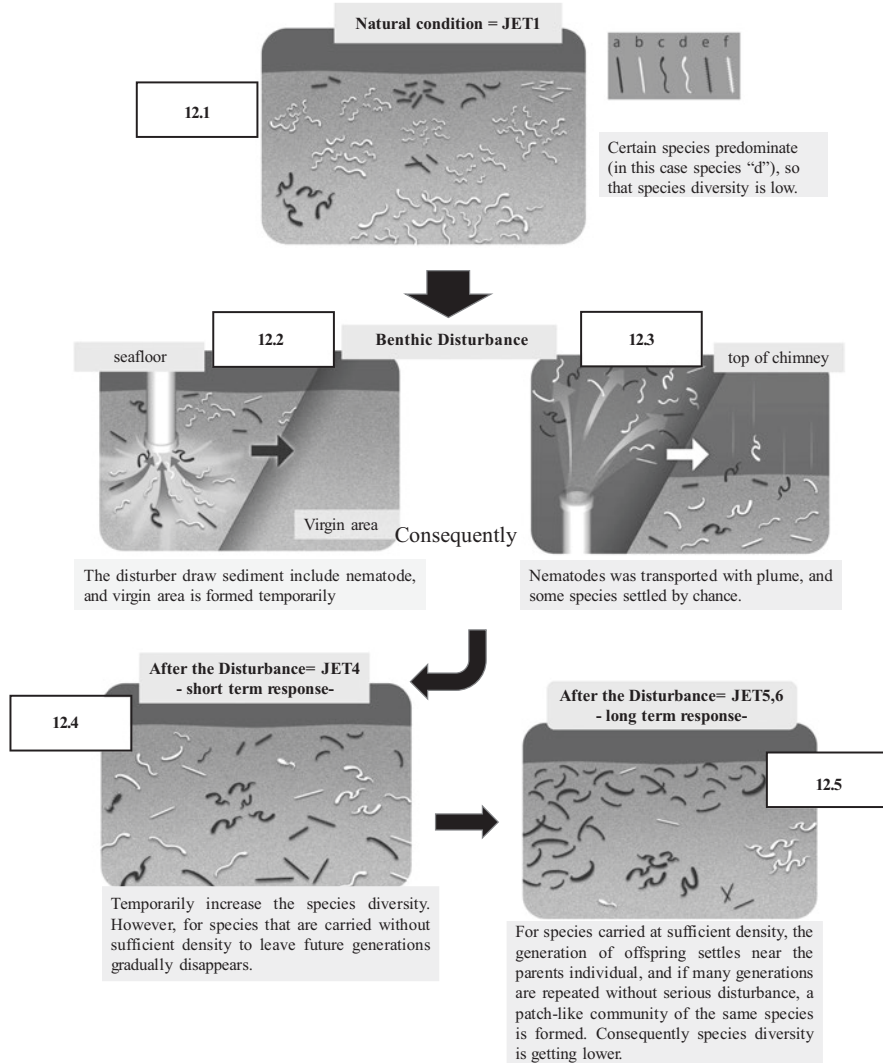 Natural condition = JET1
a b c d e f
12.1
Certain species predominate
(in this case species “d”), so
that species diversity is low.
12.2
Benthic Disturbance
12.3
seafloor
top of chimney
Virgin area
Consequently
The disturber draw sediment include nematode,
and virgin area is formed temporarily
Nematodes was transported with plume, and
some species settled by chance.
After the Disturbance= JET4
- short term response-
12.4
After the Disturbance= JET5,6
- long term response-
12.5
Temporarily increase the species diversity.
However, for species that are carried without
sufficient density to leave future generations
gradually disappears.
For species carried at sufficient density, the
generation of offspring settles near the
parents individual, and if many generations
are repeated without serious disturbance, a
patch-like community of the same species
is formed. Consequently species diversity
is getting lower.